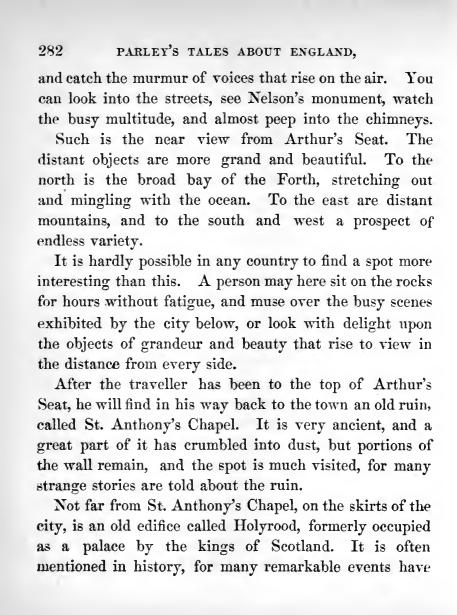 282 PARLEY'S TALES ABOUT ENGLAND,
and catch the murmur of voices that rise on the air. You
can look into the streets, see Nelson's monument, watch
the busy multitude, and almost peep into the chimneys.
Such is the near view from Arthur's Seat. The
distant objects are more grand and beautiful. To the
north is the broad bay of the Forth, stretching out
and mingling with the ocean. To the east are distant
mountains, and to the south and west a prospect of
endless variety.
It is hardly possible in any country to find a spot more
interesting than this. A person may here sit on the rocks
for hours without fatigue, and muse over the busy scenes
exhibited by the city below, or look with delight upon
the objects of grandeur and beauty that rise to view in
the distance from every side.
After the traveller has been to the top of Arthur's
Seat, he will find in his way back to the town an old ruin,
called St. Anthony's Chapel. It is very ancient, and a
great part of it has crumbled into dust, but portions of
the wall remain, and the spot is much visited, for many
strange stories are told about the ruin.
Not far from St. Anthony's Chapel, on the skirts of the
city, is an old edifice called Holyrood, formerly occupied
as a palace by the kings of Scotland. It is often
mentioned in history, for many remarkable events have